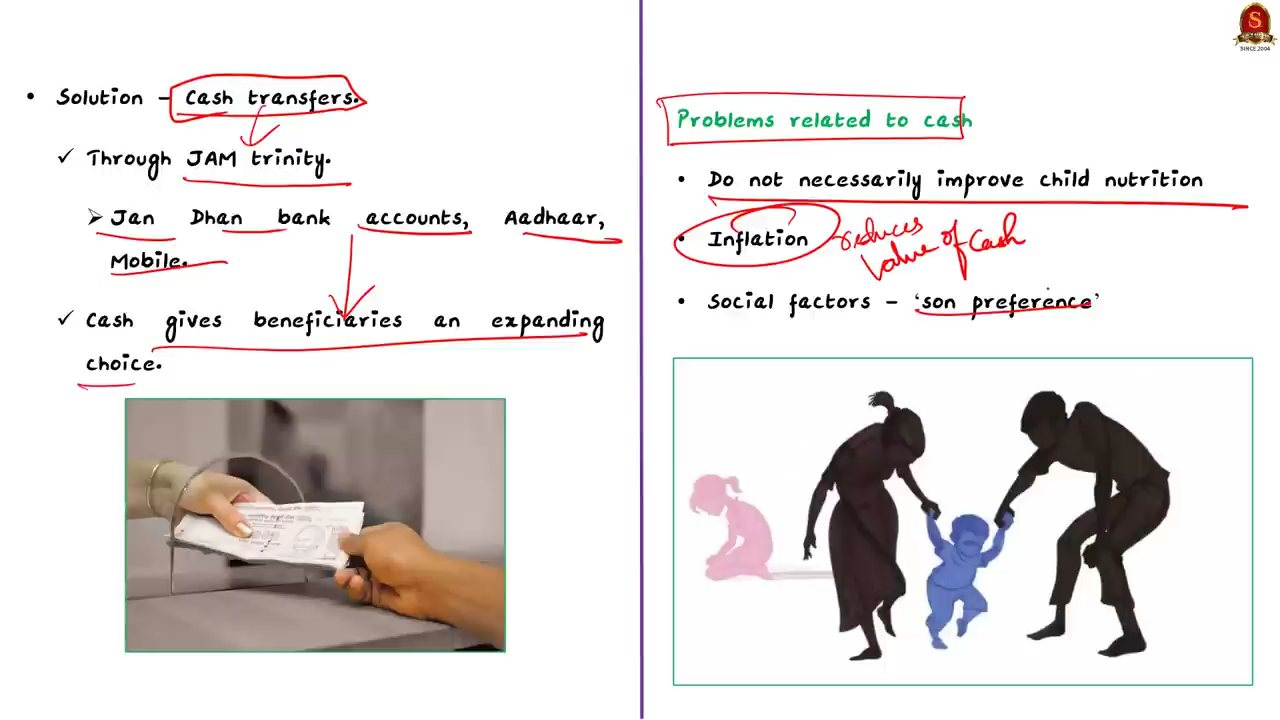 • Solution – Cash transfers.
✓ Through JAM trinity.
➢ Jan Dhan bank accounts, Aadhaar,
Mobile.
✓ Cash gives beneficiaries an expanding
choice.
Problems related to cash
• Do not necessarily improve child nutrition
• Inflation
reduces
value of cash
• Social factors – ‘son preference’
S
SINCE 2004